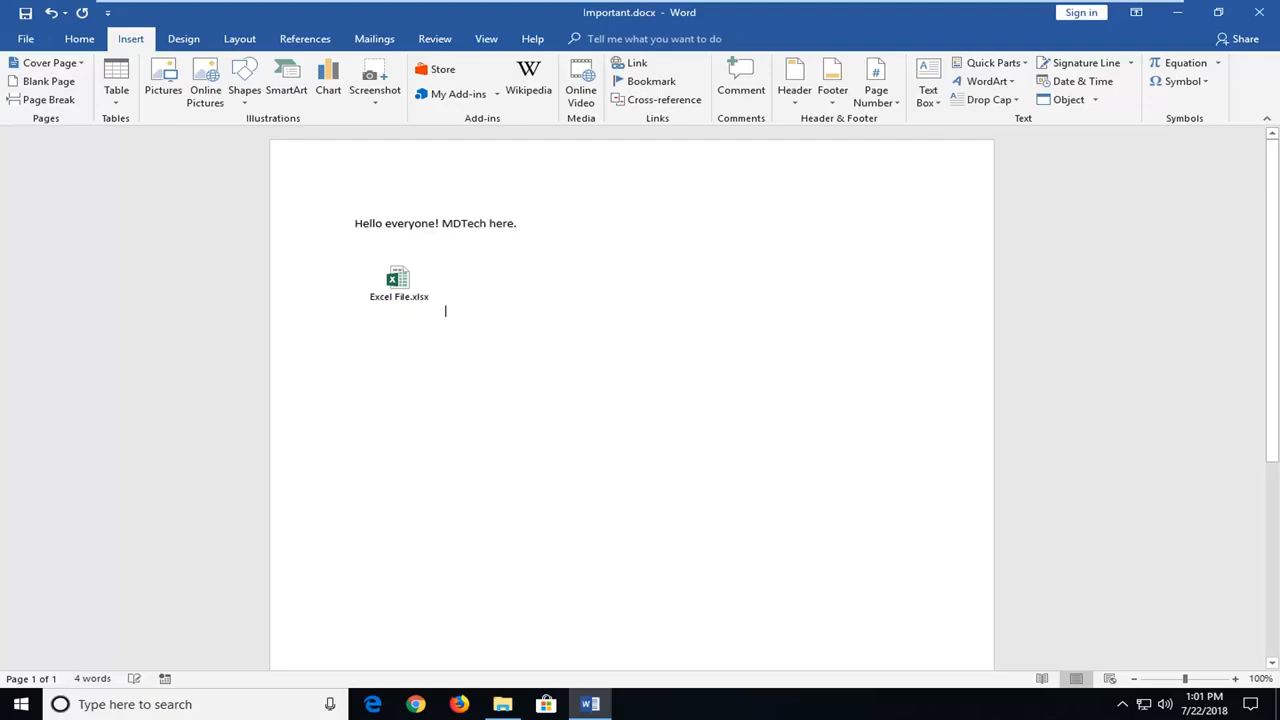 Important.docx - Word
Sign in
File Home Insert Design Layout References Mailings Review View Help Tell me what you want to do Share
Cover Page
Blank Page
Page Break
Pages
Table
Tables
Pictures
Online Pictures
Shapes
SmartArt
Chart
Screenshot
Illustrations
Store
My Add-ins
Wikipedia
Add-ins
Online Video
Media
Link
Bookmark
Cross-reference
Links
Comment
Comments
Header
Footer
Page Number
Header & Footer
Text Box
Quick Parts
WordArt
Drop Cap
Signature Line
Date & Time
Object
Text
Equation
Symbol
Symbols
Hello everyone! MDTech here.
Excel File.xlsx
Page 1 of 1 4 words 100%
Type here to search
1:01 PM
7/22/2018